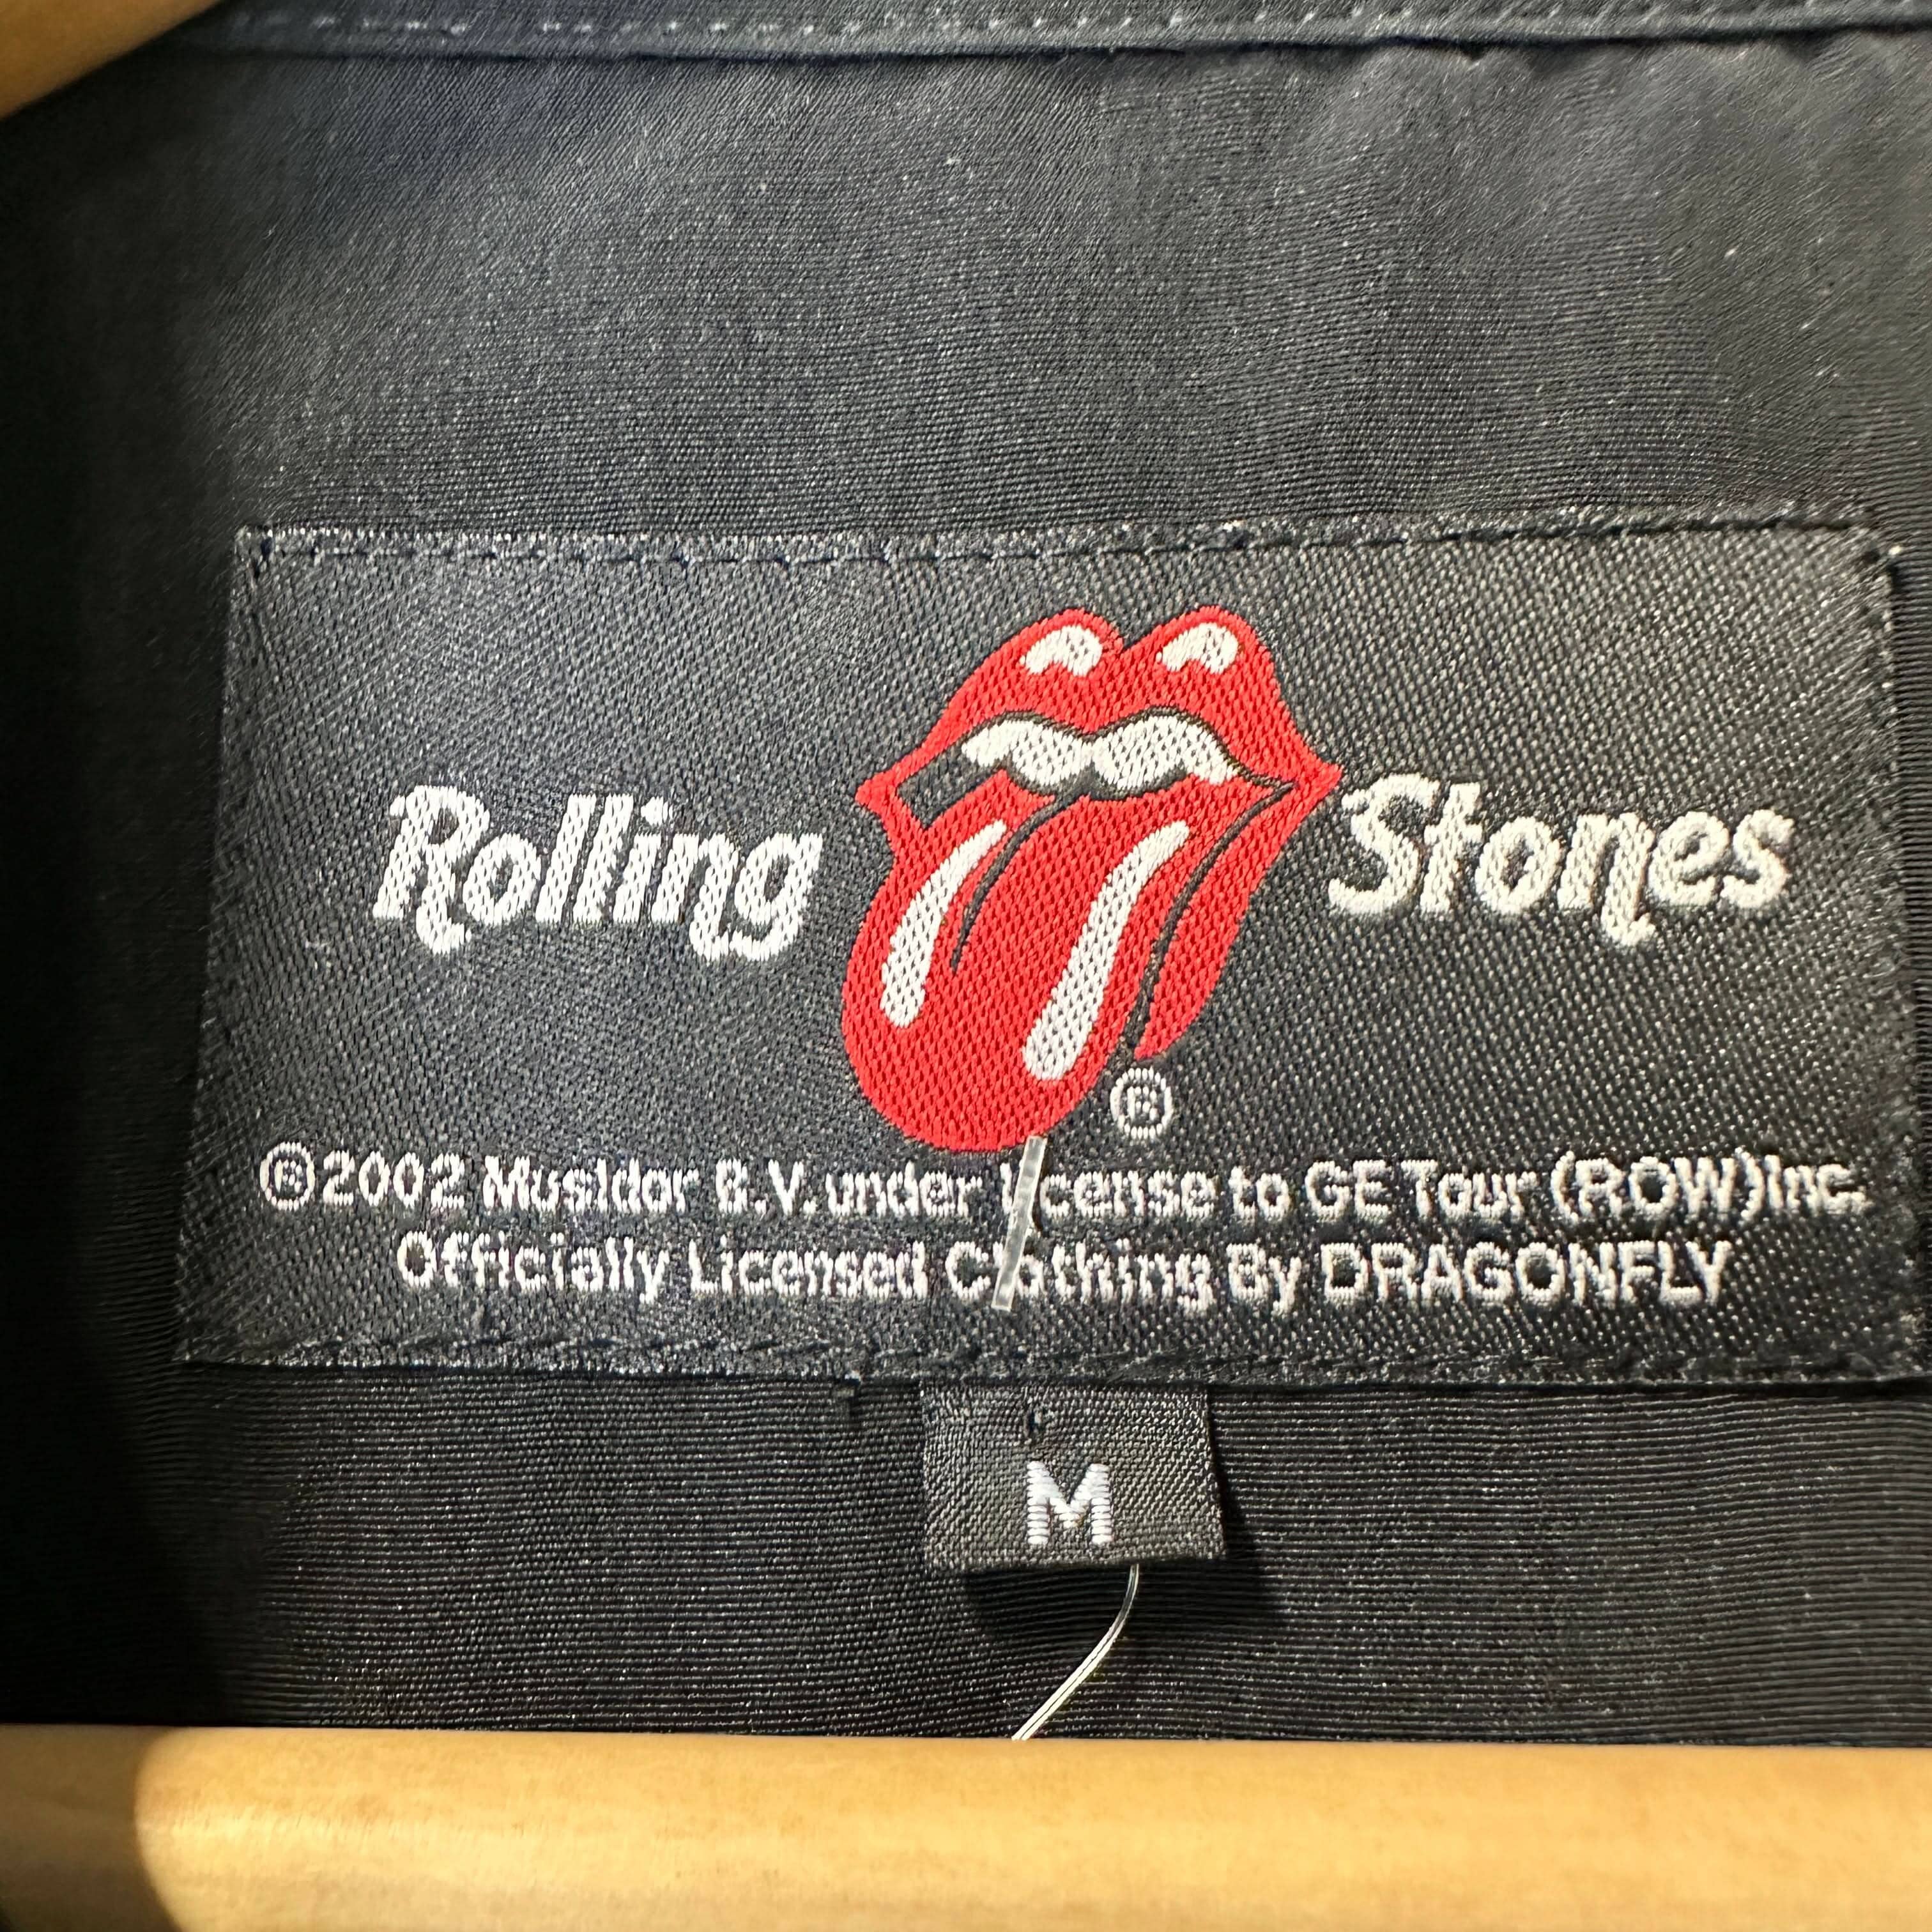 Rolling Stones
®
®2002 Musidor B.V. under license to GE Tour (ROW)Inc.
Officially Licensed Clothing By DRAGONFLY
M